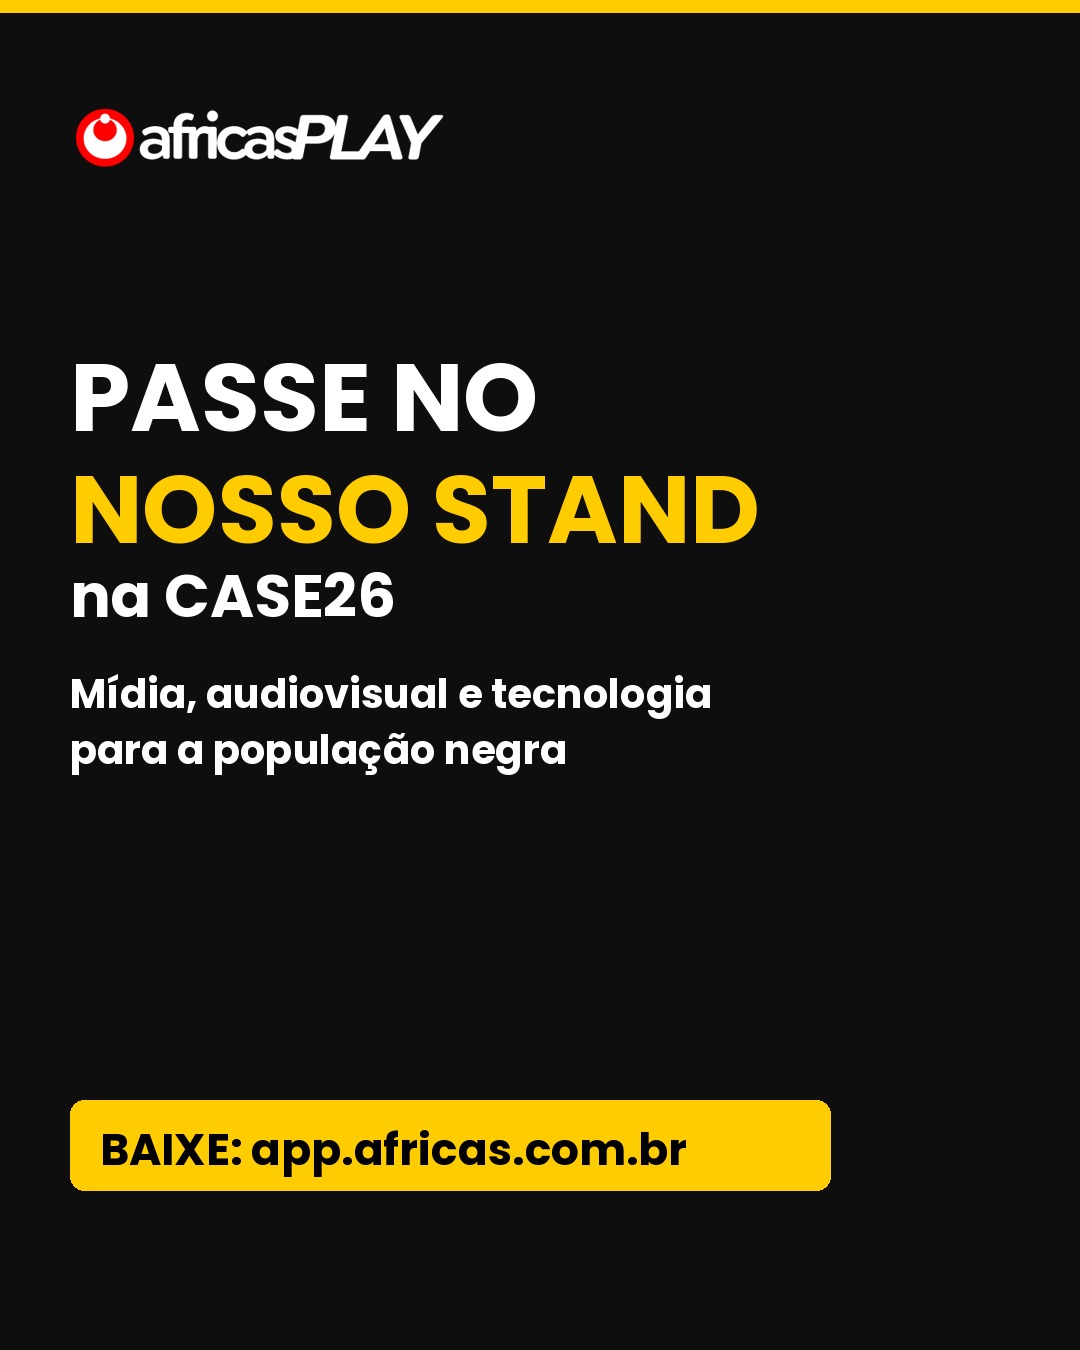 africasPLAY
PASSE NO
NOSSO STAND
na CASE26
Mídia, audiovisual e tecnologia
para a população negra
BAIXE: app.africas.com.br